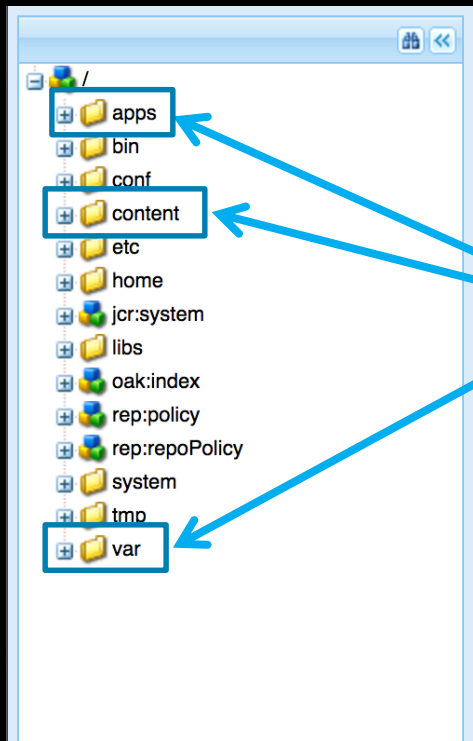 /
apps
bin
conf
content
etc
home
jcr:system
libs
oak:index
rep:policy
rep:repoPolicy
system
tmp
var